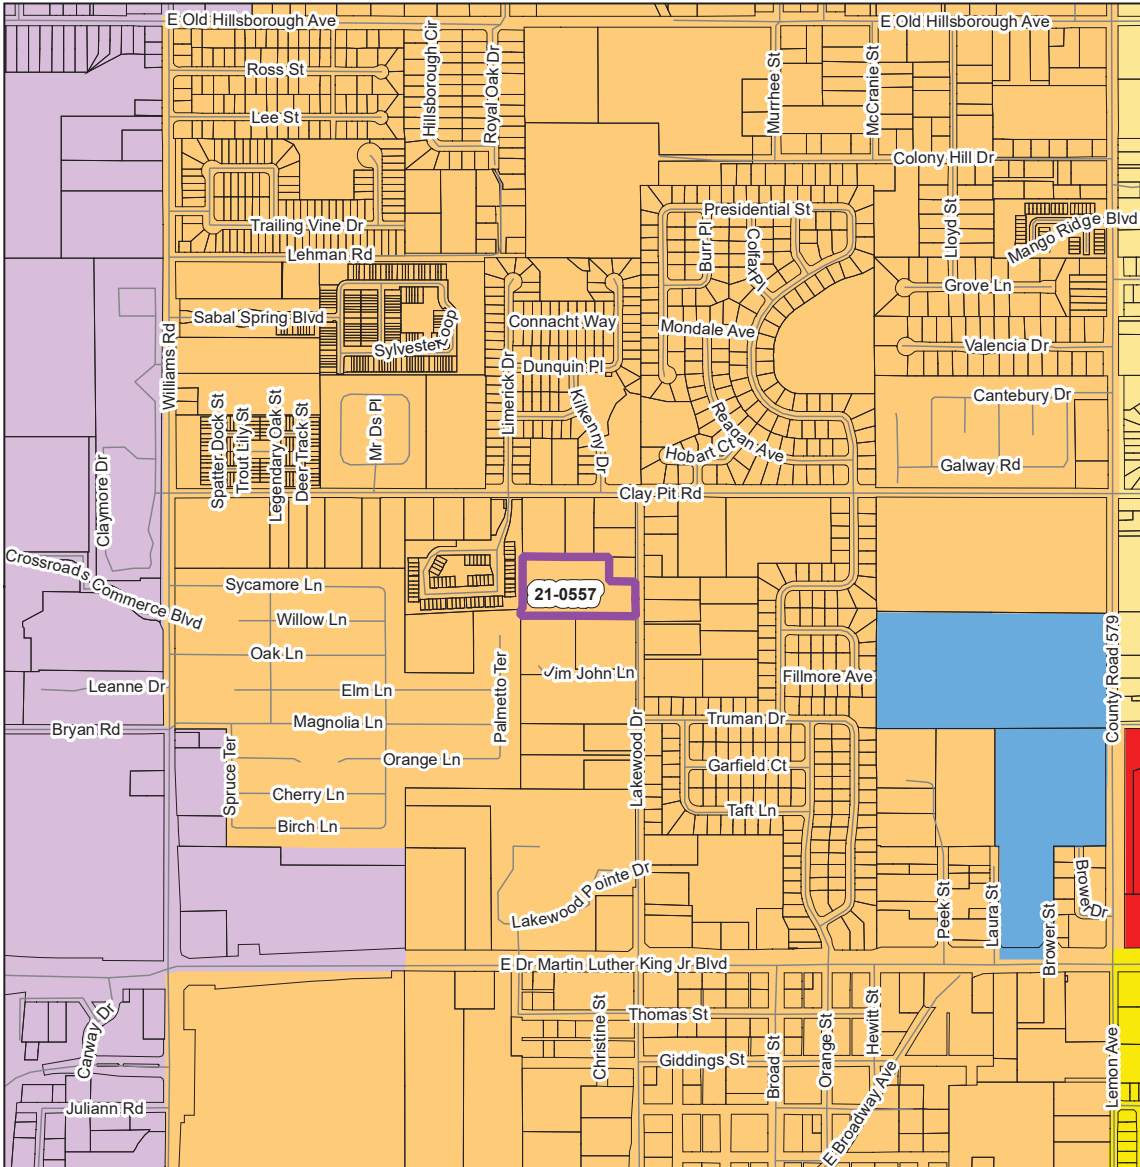 E Old Hillsborough Ave
E Old Hillsborough Ave
Ross St
Lee St
Hillsborough Cir
Royal Oak Dr
Murrhee St
McCranie St
Colony Hill Dr
Trailing Vine Dr
Lehman Rd
Presidential St
Burr Pl
Colfax Pl
Lloyd St
Mango Ridge Blvd
Grove Ln
Sabal Spring Blvd
Sylvester Loop
Williams Rd
Connacht Way
Dunquin Pl
Limerick Dr
Kilkenny Dr
Mondale Ave
Valencia Dr
Cantebury Dr
Reagan Ave
Hobart Ct
Galway Rd
Spatter Dock St
Trout Lily St
Legendary Oak St
Deer Track St
Mr Ds Pl
Claymore Dr
Clay Pit Rd
Crossroads Commerce Blvd
Sycamore Ln
21-0557
Willow Ln
Oak Ln
Leanne Dr
Elm Ln
Palmetto Ter
Jim John Ln
Fillmore Ave
County Road 579
Bryan Rd
Magnolia Ln
Truman Dr
Spruce Ter
Orange Ln
Lakewood Dr
Garfield Ct
Cherry Ln
Taft Ln
Birch Ln
Lakewood Pointe Dr
Peek St
Laura St
Brower St
Brower Dr
E Dr Martin Luther King Jr Blvd
Carway Dr
Christine St
Thomas St
Giddings St
Broad St
Orange St
Hewitt St
E Broadway Ave
Lemon Ave
Juliann Rd